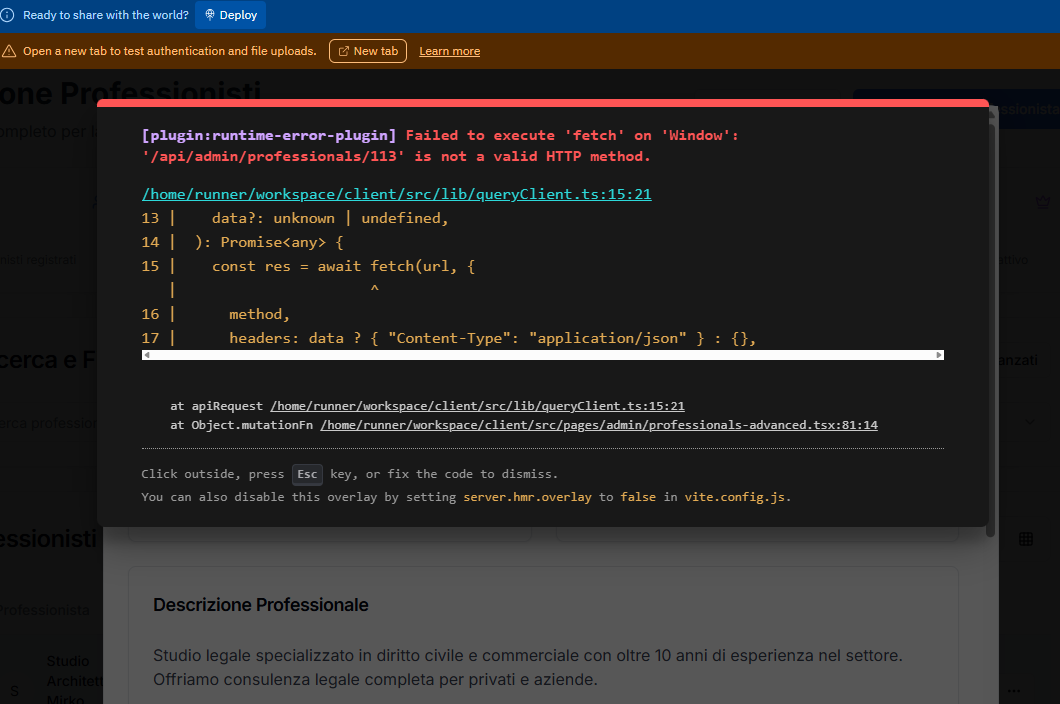 Ready to share with the world? Deploy
Open a new tab to test authentication and file uploads. New tab Learn more
one Professionisti
ompleto per i
[plugin:runtime-error-plugin] Failed to execute 'fetch' on 'Window':
'/api/admin/professionals/113' is not a valid HTTP method.
/home/runner/workspace/client/src/lib/queryClient.ts:15:21
13 |    data?: unknown | undefined,
14 |  ): Promise<any> {
15 |    const res = await fetch(url, {
|                      ^
16 |      method,
17 |      headers: data ? { "Content-Type": "application/json" } : {},
at apiRequest /home/runner/workspace/client/src/lib/queryClient.ts:15:21
at Object.mutationFn /home/runner/workspace/client/src/pages/admin/professionals-advanced.tsx:81:14
Click outside, press Esc key, or fix the code to dismiss.
You can also disable this overlay by setting server.hmr.overlay to false in vite.config.js.
nisti registrati
attivo
cerca e F
anzati
erca professio
essionisti
Professionista
Descrizione Professionale
Studio legale specializzato in diritto civile e commerciale con oltre 10 anni di esperienza nel settore.
Offriamo consulenza legale completa per privati e aziende.
S
Studio
Architett
Mirko
...